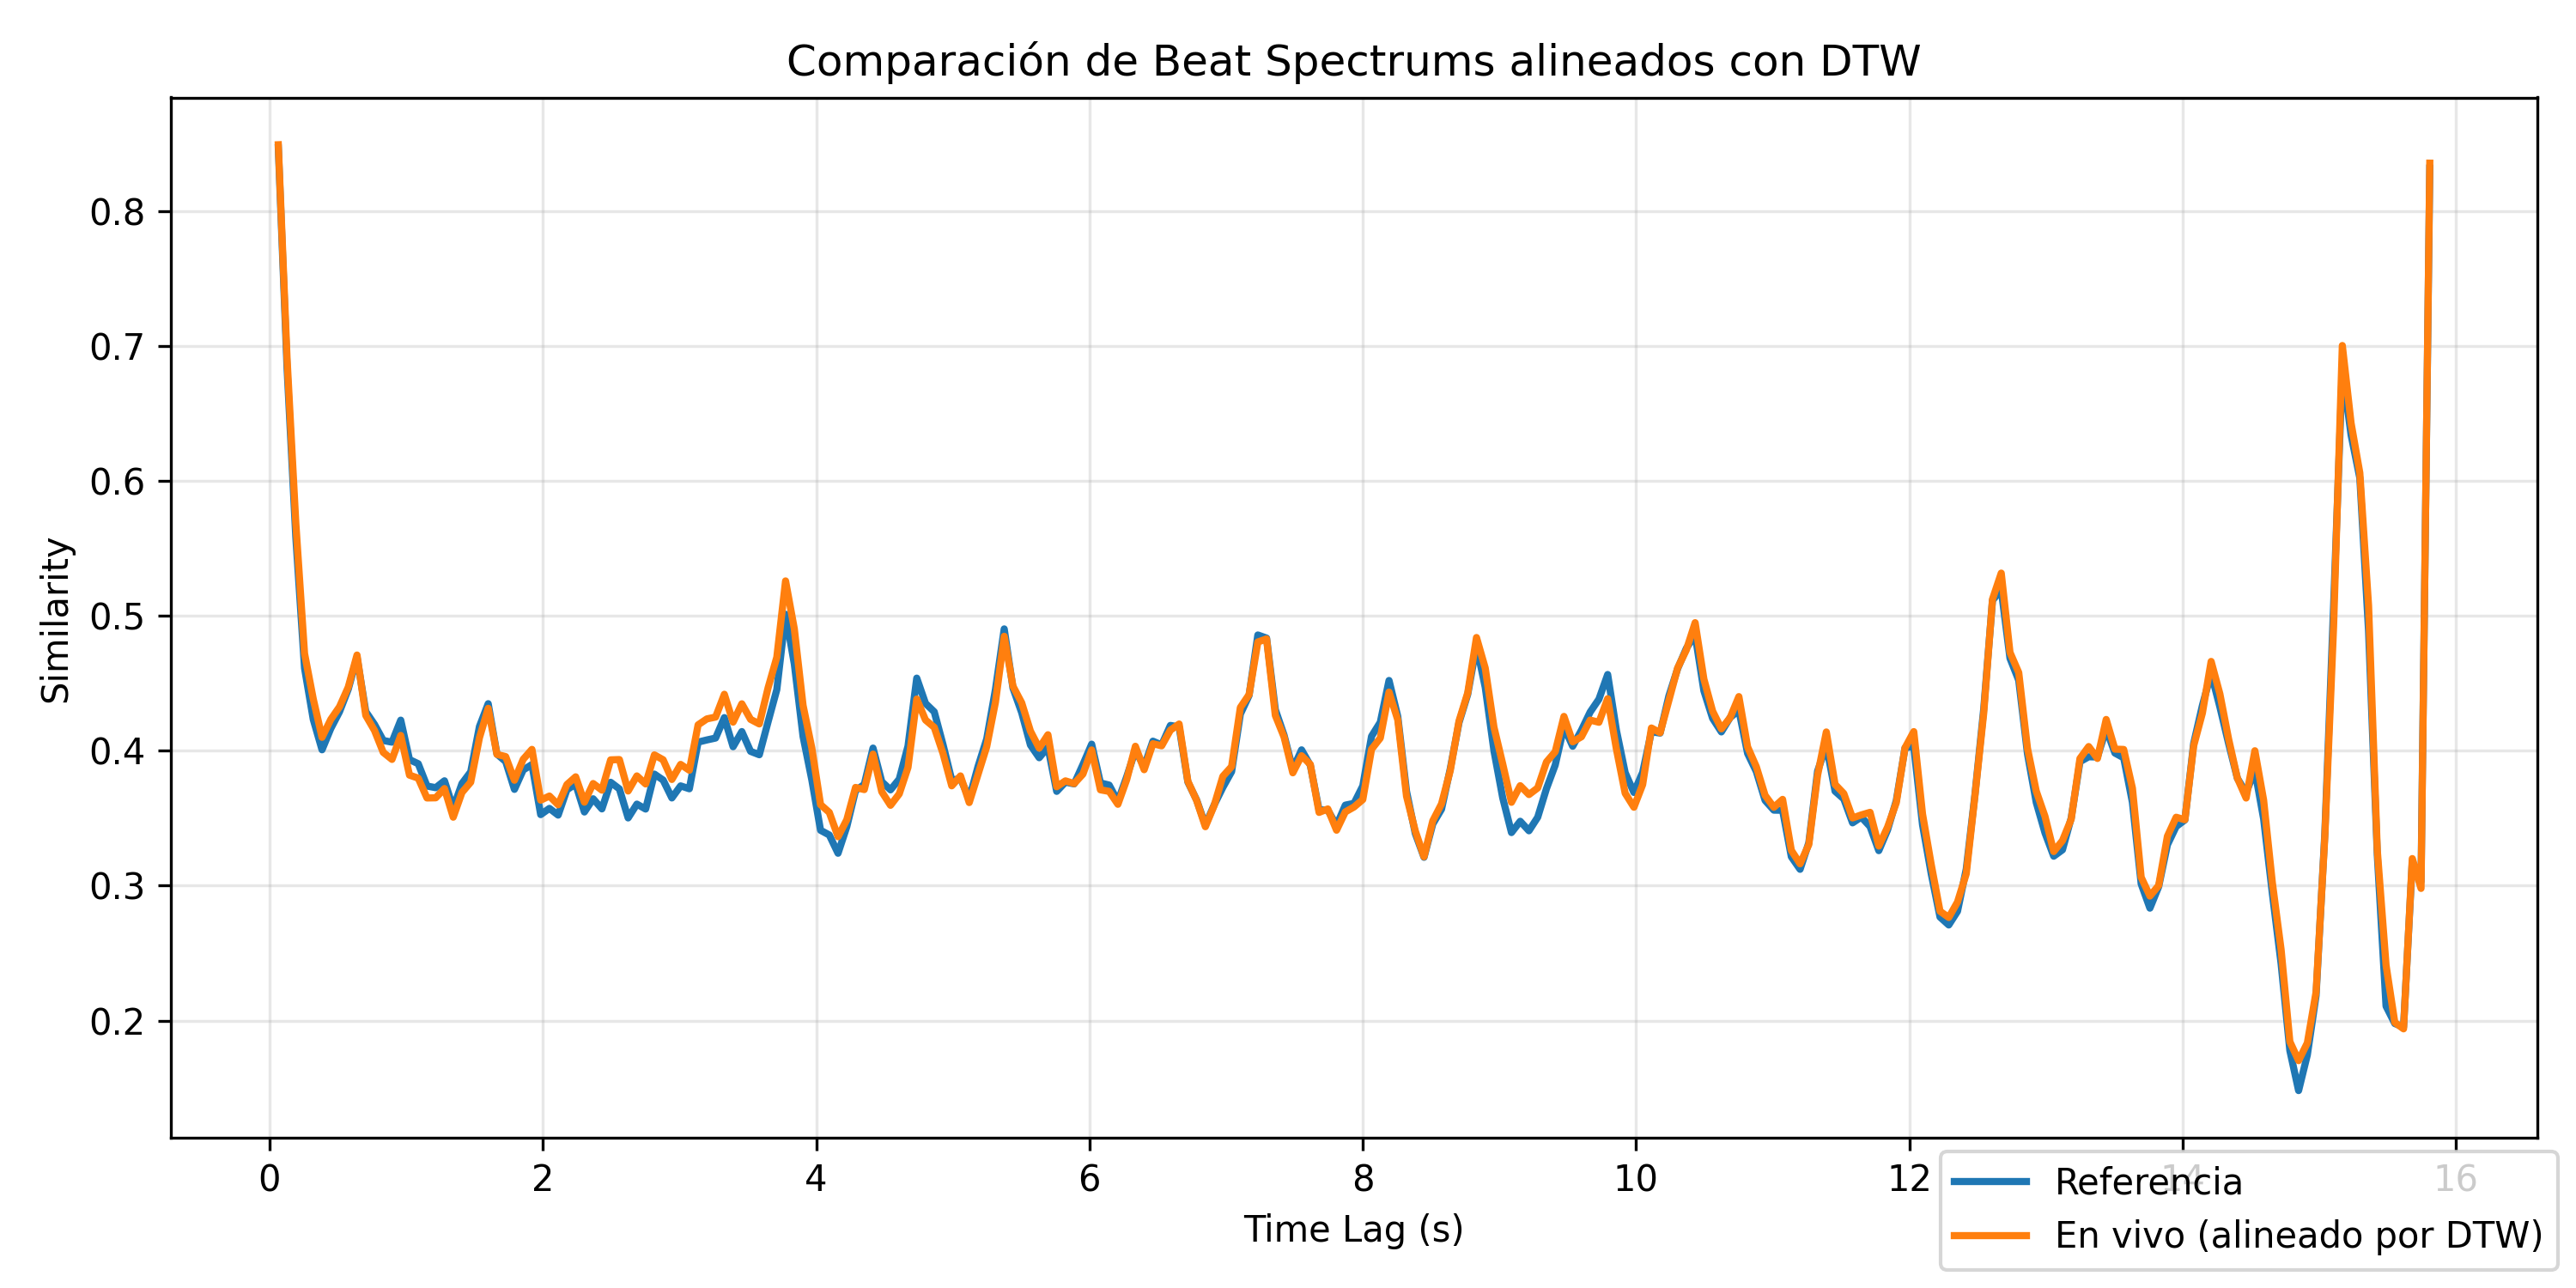 Comparación de Beat Spectrums alineados con DTW
Similarity
0.8
0.7
0.6
0.5
0.4
0.3
0.2
0 2 4 6 8 10 12 14 16
Time Lag (s)
Referencia
En vivo (alineado por DTW)